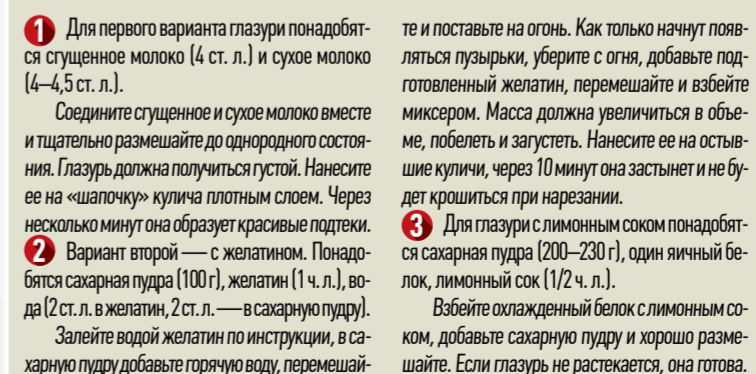 1 Для первого варианта глазури понадобят-
ся сгущенное молоко (4 ст. л.) и сухое молоко
(4–4,5 ст. л.).
Соедините сгущенное и сухое молоко вместе
и тщательно размешайте до однородного состоя-
ния. Глазурь должна получиться густой. Нанесите
ее на «шапочку» кулича плотным слоем. Через
несколько минут она образует красивые подтеки.
2 Вариант второй — с желатином. Понадо-
бятся сахарная пудра (100 г), желатин (1 ч. л.), во-
да (2 ст. л. в желатин, 2 ст. л. — в сахарную пудру).
Залейте водой желатин по инструкции, в са-
харную пудру добавьте горячую воду, перемешай-
те и поставьте на огонь. Как только начнут появ-
ляться пузырьки, уберите с огня, добавьте под-
готовленный желатин, перемешайте и взбейте
миксером. Масса должна увеличиться в объе-
ме, побелеть и загустеть. Нанесите ее на остыв-
шие куличи, через 10 минут она застынет и не бу-
дет крошиться при нарезании.
3 Для глазури с лимонным соком понадобят-
ся сахарная пудра (200–230 г), один яичный бе-
лок, лимонный сок (1/2 ч. л.).
Взбейте охлажденный белок с лимонным со-
ком, добавьте сахарную пудру и хорошо разме-
шайте. Если глазурь не растекается, она готова.